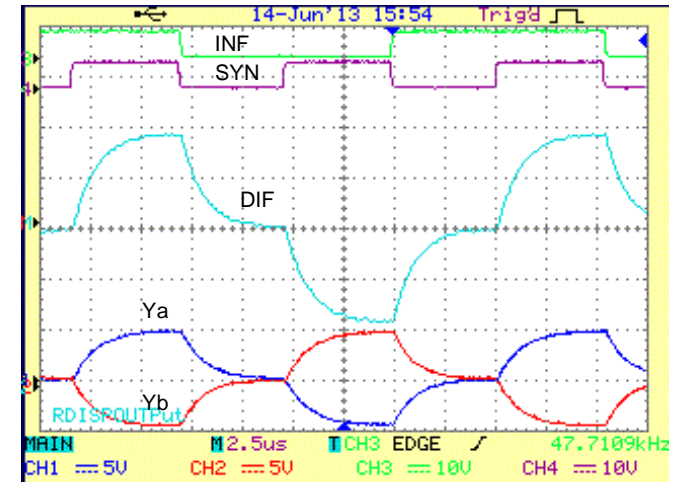 14-Jun'13 15:54 Trig'd
INF
SYN
DIF
Ya
Yb
RDISROUTPut
MAIN M 2.5us T CH3 EDGE 47.7109kHz
CH1 5V CH2 5V CH3 10V CH4 10V